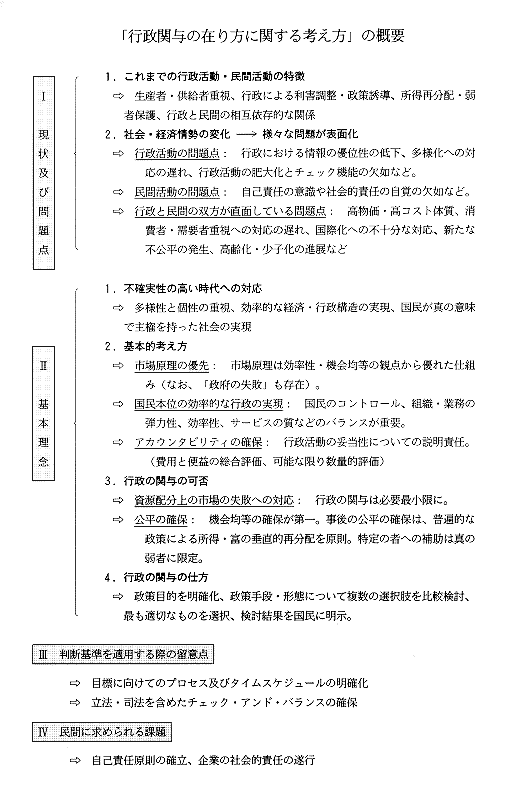 「行政関与の在り方に関する考え方」の概要
Ⅰ 現状及び問題点
1．これまでの行政活動・民間活動の特徴
⇨ 生産者・供給者重視、行政による利害調整・政策誘導、所得再分配・弱
者保護、行政と民間の相互依存的な関係
2．社会・経済情勢の変化 ─→ 様々な問題が表面化
⇨ 行政活動の問題点： 行政における情報の優位性の低下、多様化への対
応の遅れ、行政活動の肥大化とチェック機能の欠如など。
⇨ 民間活動の問題点： 自己責任の意識や社会的責任の自覚の欠如など。
⇨ 行政と民間の双方が直面している問題点： 高物価・高コスト体質、消
費者・需要者重視への対応の遅れ、国際化への不十分な対応、新たな
不公平の発生、高齢化・少子化の進展など
Ⅱ 基本理念
1．不確実性の高い時代への対応
⇨ 多様性と個性の重視、効率的な経済・行政構造の実現、国民が真の意味
で主権を持った社会の実現
2．基本的考え方
⇨ 市場原理の優先： 市場原理は効率性・機会均等の観点から優れた仕組
み（なお、「政府の失敗」も存在）。
⇨ 国民本位の効率的な行政の実現： 国民のコントロール、組織・業務の
弾力性、効率性、サービスの質などのバランスが重要。
⇨ アカウンタビリティの確保： 行政活動の妥当性についての説明責任。
（費用と便益の総合評価、可能な限り数量的評価）
3．行政の関与の可否
⇨ 資源配分上の市場の失敗への対応： 行政の関与は必要最小限に。
⇨ 公平の確保： 機会均等の確保が第一。事後の公平の確保は、普遍的な
政策による所得・富の垂直的再分配を原則。特定の者への補助は真の
弱者に限定。
4．行政の関与の仕方
⇨ 政策目的を明確化、政策手段・形態について複数の選択肢を比較検討、
最も適切なものを選択、検討結果を国民に明示。
Ⅲ 判断基準を適用する際の留意点
⇨ 目標に向けてのプロセス及びタイムスケジュールの明確化
⇨ 立法・司法を含めたチェック・アンド・バランスの確保
Ⅳ 民間に求められる課題
⇨ 自己責任原則の確立、企業の社会的責任の遂行